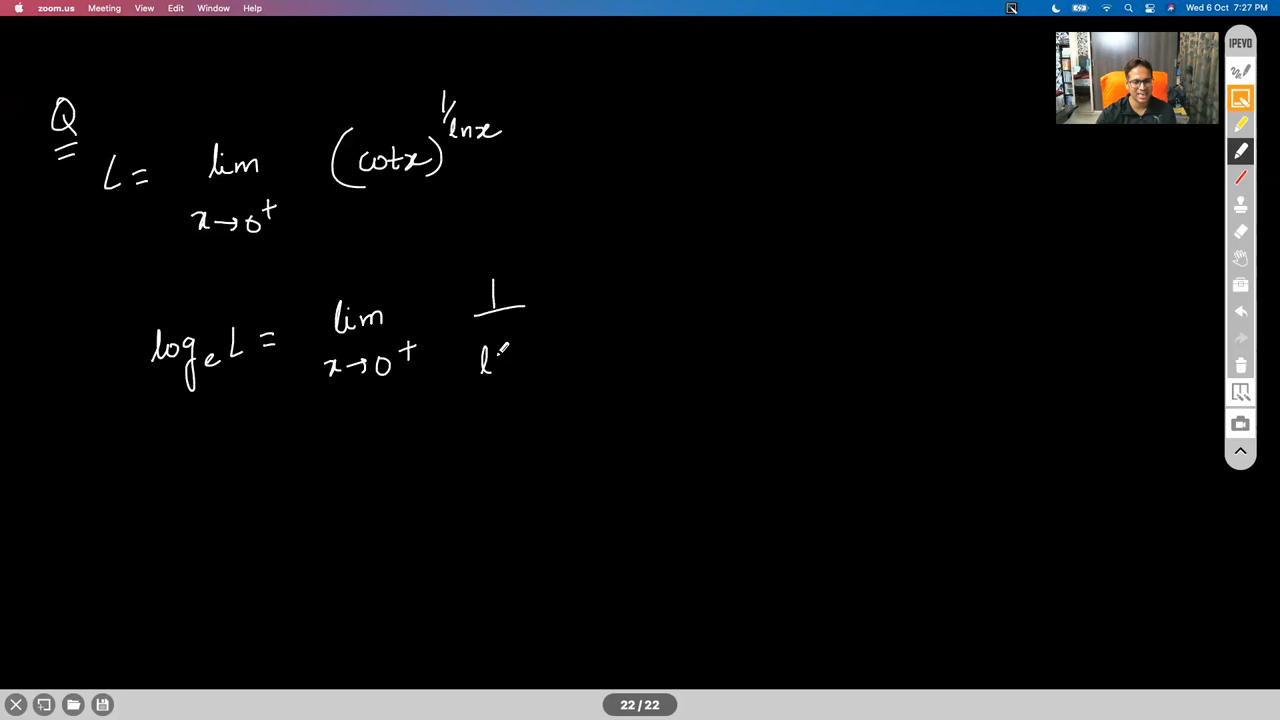 zoom.us Meeting View Edit Window Help Wed 6 Oct 7:27 PM
IPEVO
Q
L = lim x→0⁺ (cotx)^1/lnx
logₑ L = lim x→0⁺ 1/l
22 / 22